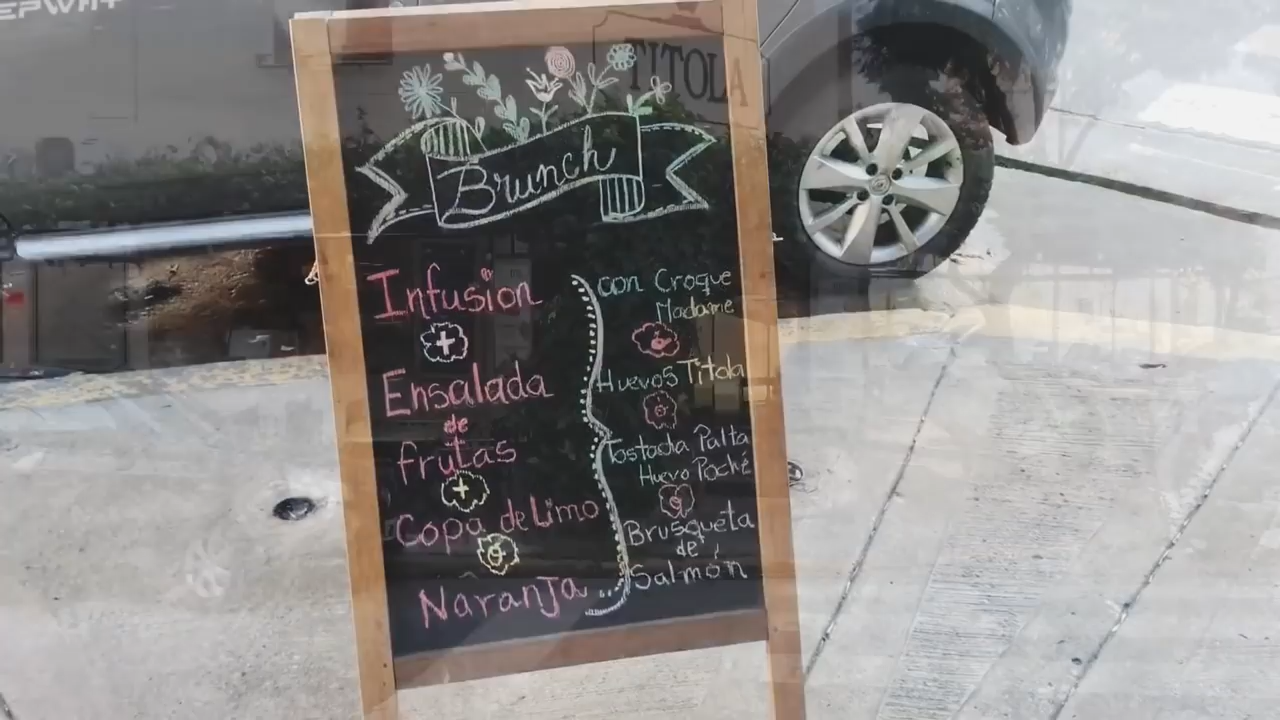 TITOLA
Brunch
Infusion
+
Ensalada
de
frutas
+
Copa de Limo
o
Naranja
con Croque
Madame
o
Huevos Titola
o
Tostada Palta
Huevo Poché
o
Brusqueta
de
Salmón